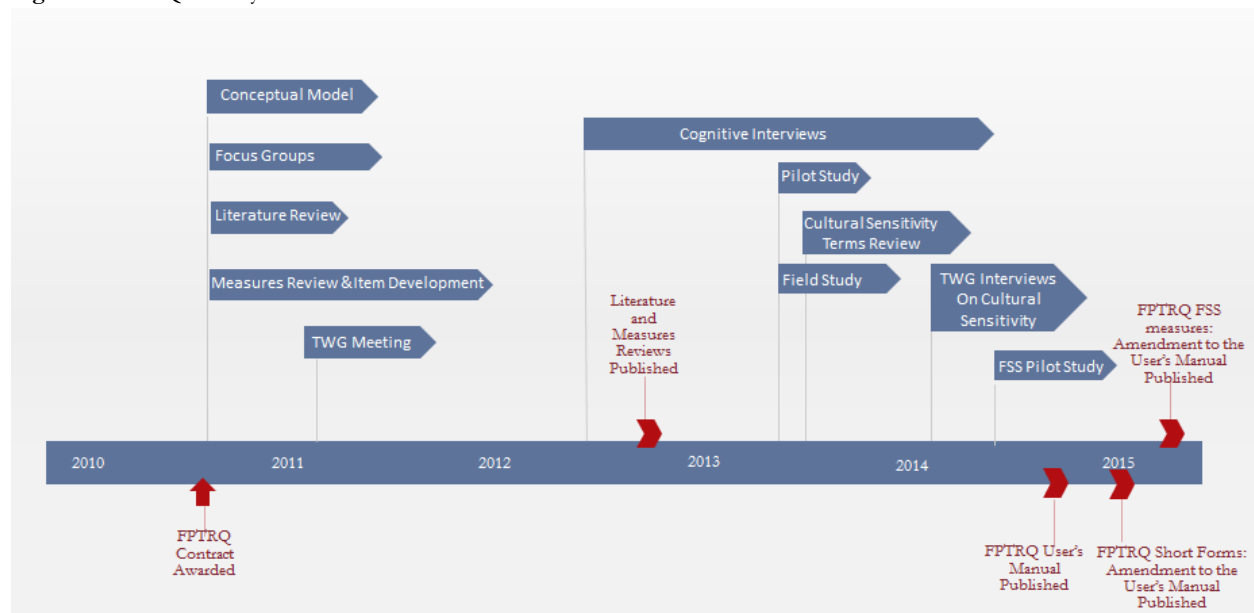 Conceptual Model
Focus Groups
Literature Review
Measures Review &Item Development
TWG Meeting
Cognitive Interviews
Pilot Study
Cultural Sensitivity
Terms Review
Field Study
TWG Interviews
On Cultural
Sensitivity
FSS Pilot Study
Literature
and
Measures
Reviews
Published
FPTRQ FSS
measures:
Amendment to the
User's Manual
Published
2010
2011
2012
2013
2014
2015
FPTRQ
Contract
Awarded
FPTRQ User's
Manual
Published
FPTRQ Short Forms:
Amendment to the
User's Manual
Published